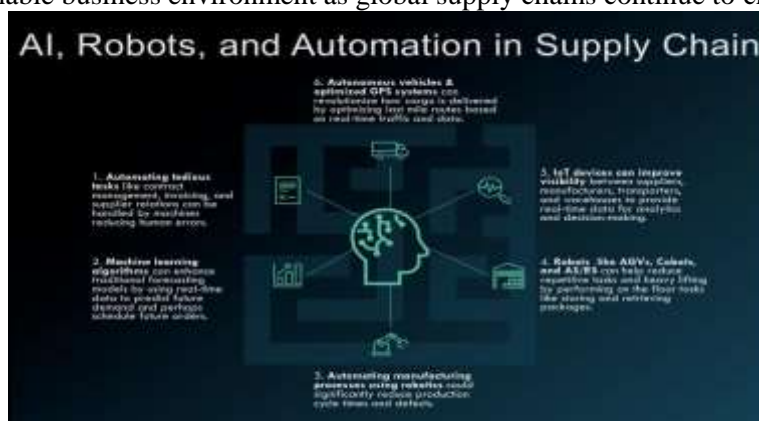 nable business environment as global supply chains continue to e
AI, Robots, and Automation in Supply Chain
6. Autonomous vehicles &
optimized GPS systems can
revolutionize how cargo is delivered
by optimizing last mile routes based
on real-time traffic and data.
1. Automating tedious
tasks like contract
management, invoicing, and
supplier relations can be
handled by machines
reducing human errors.
5. IoT devices can improve
visibility between suppliers,
manufacturers, transporters,
and warehouses to provide
real-time data for analytics
and decision-making.
2. Machine learning
algorithms can enhance
traditional forecasting
models by using real-time
data to predict future
demand and perhaps
schedule future orders.
4. Robots like AGVs, Cobots,
and AS/RS can help reduce
repetitive tasks and heavy lifting
by performing on the floor tasks
like storing and retrieving
packages.
3. Automating manufacturing
processes using robotics could
significantly reduce production
cycle times and defects.